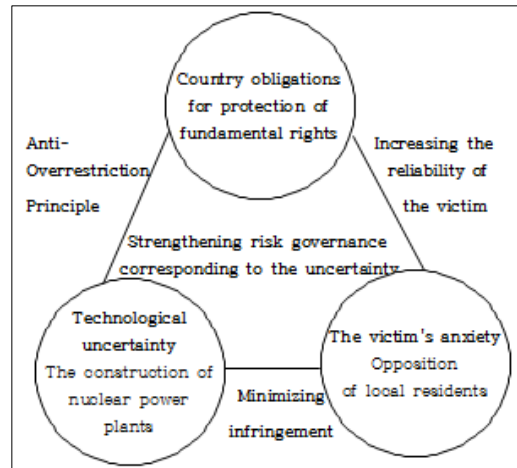 Country obligations
for protection of
fundamental rights
Anti-
Overrestriction
Principle
Increasing the
reliability of
the victim
Strengthening risk governance
corresponding to the uncertainty
Technological
uncertainty
The construction of
nuclear power
plants
The victim's anxiety
Opposition
of local residents
Minimizing
infringement